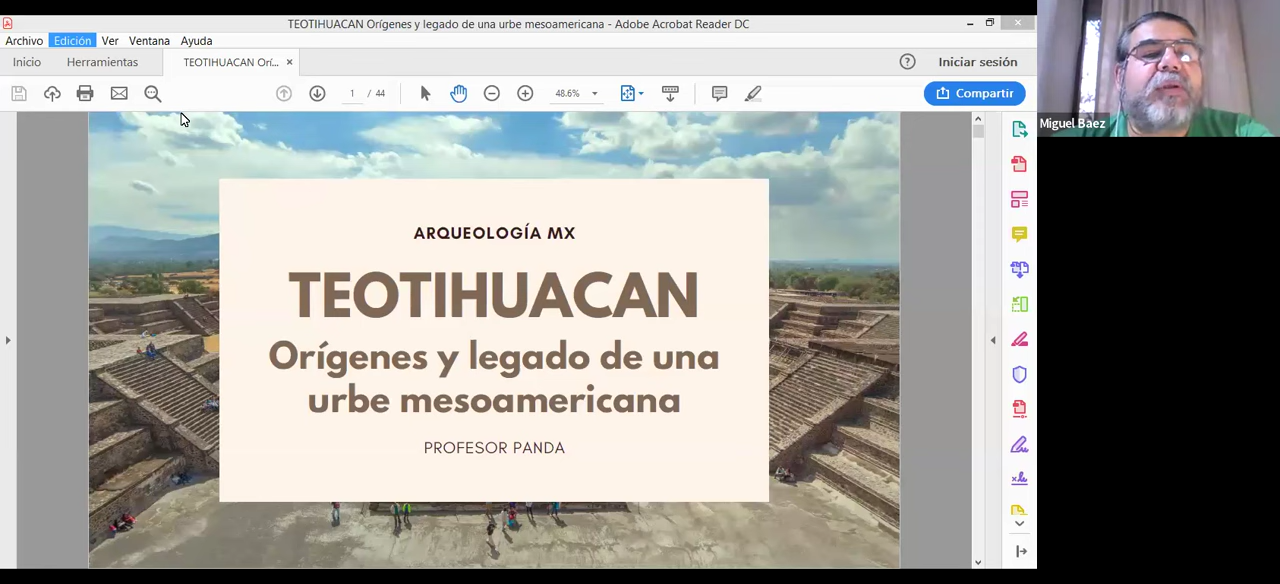 TEOTIHUACAN Orígenes y legado de una urbe mesoamericana - Adobe Acrobat Reader DC
Archivo Edición Ver Ventana Ayuda
Inicio Herramientas TEOTIHUACAN Orí... × Iniciar sesión
1 / 44 48.6% Compartir
Miguel Baez
ARQUEOLOGÍA MX
TEOTIHUACAN
Orígenes y legado de una
urbe mesoamericana
PROFESOR PANDA